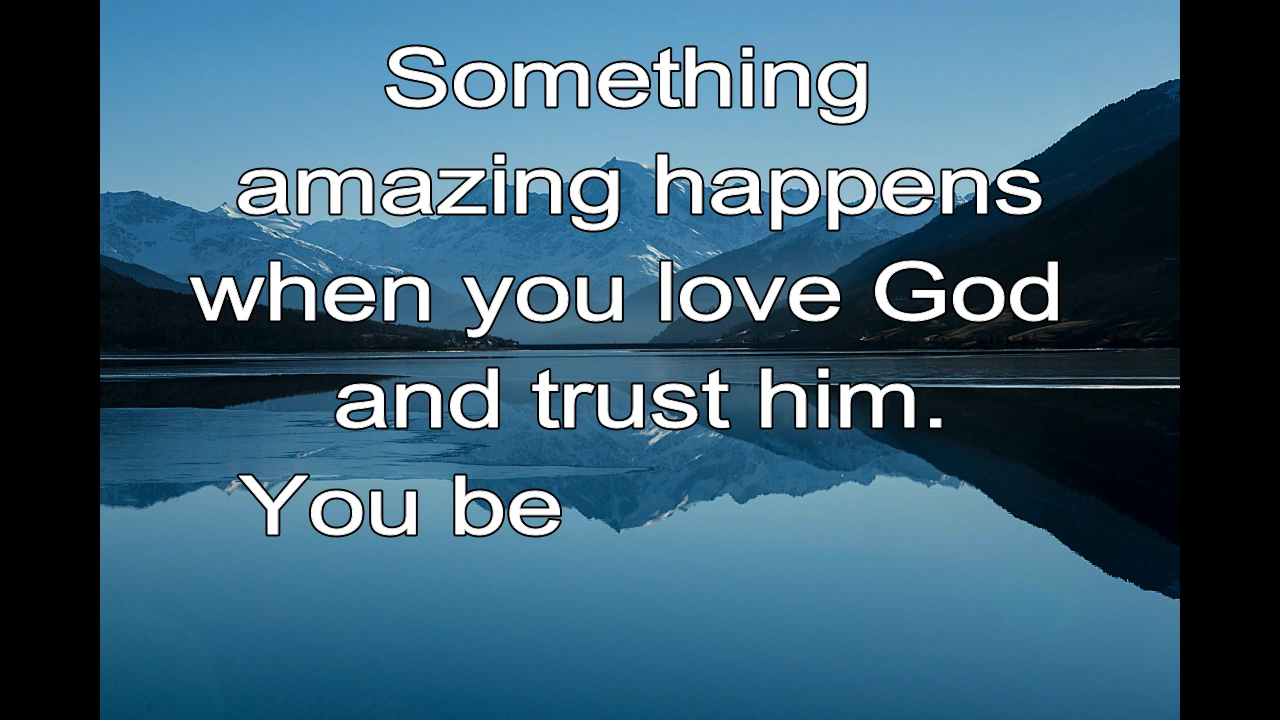 Something
amazing happens
when you love God
and trust him.
You be